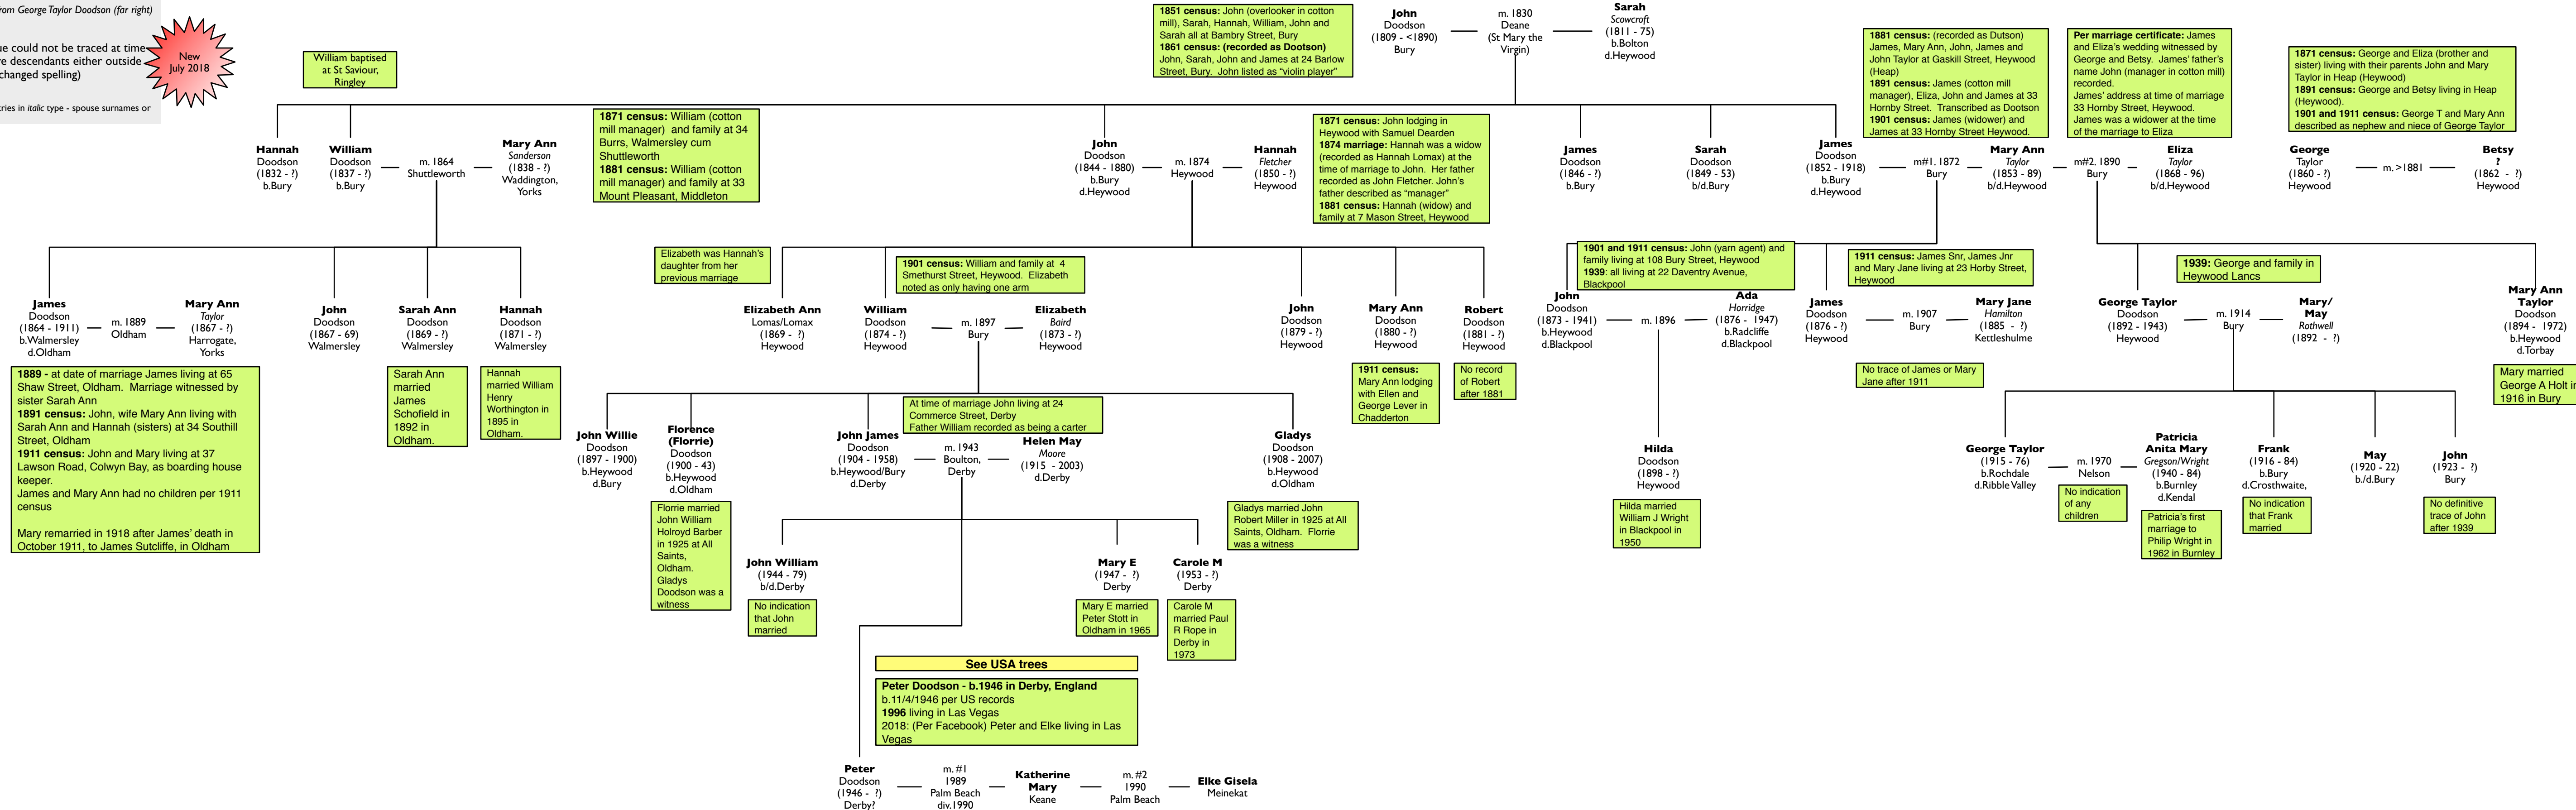 rom George Taylor Doodson (far right)
ue could not be traced at time
re descendants either outside
changed spelling)
tries in italic type - spouse surnames or
New
July 2018
William baptised
at St Saviour,
Ringley
1851 census: John (overlooker in cotton
mill), Sarah, Hannah, William, John and
Sarah all at Bambry Street, Bury
1861 census: (recorded as Dootson)
John, Sarah, John and James at 24 Barlow
Street, Bury. John listed as “violin player”
John
Doodson
(1809 - <1890)
Bury
m. 1830
Deane
(St Mary the
Virgin)
Sarah
Scowcroft
(1811 - 75)
b.Bolton
d.Heywood
1881 census: (recorded as Dutson)
James, Mary Ann, John, James and
John Taylor at Gaskill Street, Heywood
(Heap)
1891 census: James (cotton mill
manager), Eliza, John and James at 33
Hornby Street. Transcribed as Dootson
1901 census: James (widower) and
James at 33 Hornby Street Heywood.
Per marriage certificate: James
and Eliza’s wedding witnessed by
George and Betsy. James’ father’s
name John (manager in cotton mill)
recorded.
James’ address at time of marriage
33 Hornby Street, Heywood.
James was a widower at the time
of the marriage to Eliza
1871 census: George and Eliza (brother and
sister) living with their parents John and Mary
Taylor in Heap (Heywood)
1891 census: George and Betsy living in Heap
(Heywood).
1901 and 1911 census: George T and Mary Ann
described as nephew and niece of George Taylor
Hannah
Doodson
(1832 - ?)
b.Bury
William
Doodson
(1837 - ?)
b.Bury
m. 1864
Shuttleworth
Mary Ann
Sanderson
(1838 - ?)
Waddington,
Yorks
1871 census: William (cotton
mill manager) and family at 34
Burrs, Walmersley cum
Shuttleworth
1881 census: William (cotton
mill manager) and family at 33
Mount Pleasant, Middleton
John
Doodson
(1844 - 1880)
b.Bury
d.Heywood
m. 1874
Heywood
Hannah
Fletcher
(1850 - ?)
Heywood
1871 census: John lodging in
Heywood with Samuel Dearden
1874 marriage: Hannah was a widow
(recorded as Hannah Lomax) at the
time of marriage to John. Her father
recorded as John Fletcher. John’s
father described as “manager”
1881 census: Hannah (widow) and
family at 7 Mason Street, Heywood
James
Doodson
(1846 - ?)
b.Bury
Sarah
Doodson
(1849 - 53)
b/d.Bury
James
Doodson
(1852 - 1918)
b.Bury
d.Heywood
m#1. 1872
Bury
Mary Ann
Taylor
(1853 - 89)
b/d.Heywood
m#2. 1890
Bury
Eliza
Taylor
(1868 - 96)
b/d.Heywood
George
Taylor
(1860 - ?)
Heywood
m. >1881
Betsy
?
(1862 - ?)
Heywood
James
Doodson
(1864 - 1911)
b.Walmersley
d.Oldham
m. 1889
Oldham
Mary Ann
Taylor
(1867 - ?)
Harrogate,
Yorks
John
Doodson
(1867 - 69)
Walmersley
Sarah Ann
Doodson
(1869 - ?)
Walmersley
Hannah
Doodson
(1871 - ?)
Walmersley
Elizabeth was Hannah’s
daughter from her
previous marriage
1901 census: William and family at 4
Smethurst Street, Heywood. Elizabeth
noted as only having one arm
Elizabeth Ann
Lomas/Lomax
(1869 - ?)
Heywood
William
Doodson
(1874 - ?)
Heywood
m. 1897
Bury
Elizabeth
Baird
(1873 - ?)
Heywood
John
Doodson
(1879 - ?)
Heywood
Mary Ann
Doodson
(1880 - ?)
Heywood
Robert
Doodson
(1881 - ?)
Heywood
1901 and 1911 census: John (yarn agent) and
family living at 108 Bury Street, Heywood
1939: all living at 22 Daventry Avenue,
Blackpool
John
Doodson
(1873 - 1941)
b.Heywood
d.Blackpool
m. 1896
Ada
Horridge
(1876 - 1947)
b.Radcliffe
d.Blackpool
1911 census: James Snr, James Jnr
and Mary Jane living at 23 Horby Street,
Heywood
James
Doodson
(1876 - ?)
Heywood
m. 1907
Bury
Mary Jane
Hamilton
(1885 - ?)
Kettleshulme
1939: George and family in
Heywood Lancs
George Taylor
Doodson
(1892 - 1943)
Heywood
m. 1914
Bury
Mary/
May
Rothwell
(1892 - ?)
Mary Ann
Taylor
Doodson
(1894 - 1972)
b.Heywood
d.Torbay
1889 - at date of marriage James living at 65
Shaw Street, Oldham. Marriage witnessed by
sister Sarah Ann
1891 census: John, wife Mary Ann living with
Sarah Ann and Hannah (sisters) at 34 Southill
Street, Oldham
1911 census: John and Mary living at 37
Lawson Road, Colwyn Bay, as boarding house
keeper.
James and Mary Ann had no children per 1911
census
Mary remarried in 1918 after James’ death in
October 1911, to James Sutcliffe, in Oldham
Sarah Ann
married
James
Schofield in
1892 in
Oldham.
Hannah
married William
Henry
Worthington in
1895 in
Oldham.
1911 census:
Mary Ann lodging
with Ellen and
George Lever in
Chadderton
No record
of Robert
after 1881
No trace of James or Mary
Jane after 1911
Mary married
George A Holt in
1916 in Bury
At time of marriage John living at 24
Commerce Street, Derby
Father William recorded as being a carter
John Willie
Doodson
(1897 - 1900)
b.Heywood
d.Bury
Florence
(Florrie)
Doodson
(1900 - 43)
b.Heywood
d.Oldham
John James
Doodson
(1904 - 1958)
b.Heywood/Bury
d.Derby
m. 1943
Boulton,
Derby
Helen May
Moore
(1915 - 2003)
d.Derby
Gladys
Doodson
(1908 - 2007)
b.Heywood
d.Oldham
Hilda
Doodson
(1898 - ?)
Heywood
George Taylor
(1915 - 76)
b.Rochdale
d.Ribble Valley
m. 1970
Nelson
Patricia
Anita Mary
Gregson/Wright
(1940 - 84)
b.Burnley
d.Kendal
Frank
(1916 - 84)
b.Bury
d.Crosthwaite,
May
(1920 - 22)
b./d.Bury
John
(1923 - ?)
Bury
Florrie married
John William
Holroyd Barber
in 1925 at All
Saints,
Oldham.
Gladys
Doodson was a
witness
Gladys married John
Robert Miller in 1925 at All
Saints, Oldham. Florrie
was a witness
Hilda married
William J Wright
in Blackpool in
1950
No indication
of any
children
Patricia’s first
marriage to
Philip Wright in
1962 in Burnley
No indication
that Frank
married
No definitive
trace of John
after 1939
John William
(1944 - 79)
b/d.Derby
Mary E
(1947 - ?)
Derby
Carole M
(1953 - ?)
Derby
No indication
that John
married
Mary E married
Peter Stott in
Oldham in 1965
Carole M
married Paul
R Rope in
Derby in
1973
See USA trees
Peter Doodson - b.1946 in Derby, England
b.11/4/1946 per US records
1996 living in Las Vegas
2018: (Per Facebook) Peter and Elke living in Las
Vegas
Peter
Doodson
(1946 - ?)
Derby?
m. #1
1989
Palm Beach
div.1990
Katherine
Mary
Keane
m. #2
1990
Palm Beach
Elke Gisela
Meinekat